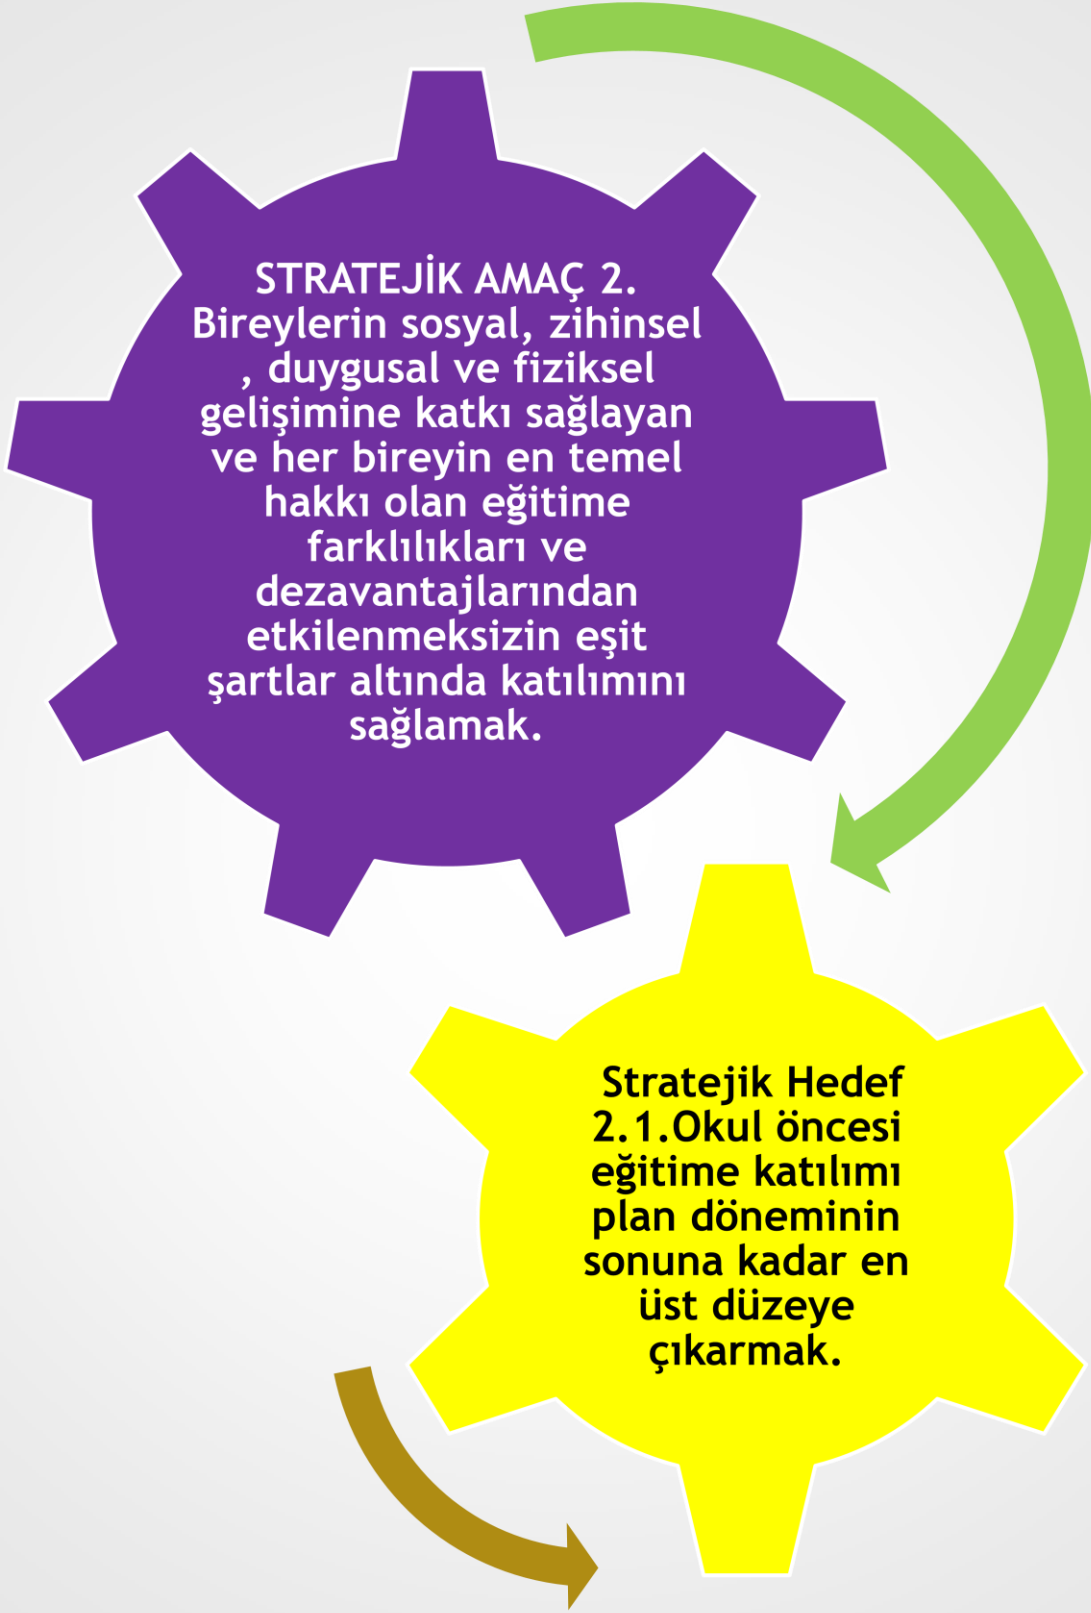 STRATEJİK AMAÇ 2.
Bireylerin sosyal, zihinsel
, duygusal ve fiziksel
gelişimine katkı sağlayan
ve her bireyin en temel
hakkı olan eğitime
farklılıkları ve
dezavantajlarından
etkilenmeksizin eşit
şartlar altında katılımını
sağlamak.
Stratejik Hedef
2.1.Okul öncesi
eğitime katılımı
plan döneminin
sonuna kadar en
üst düzeye
çıkarmak.